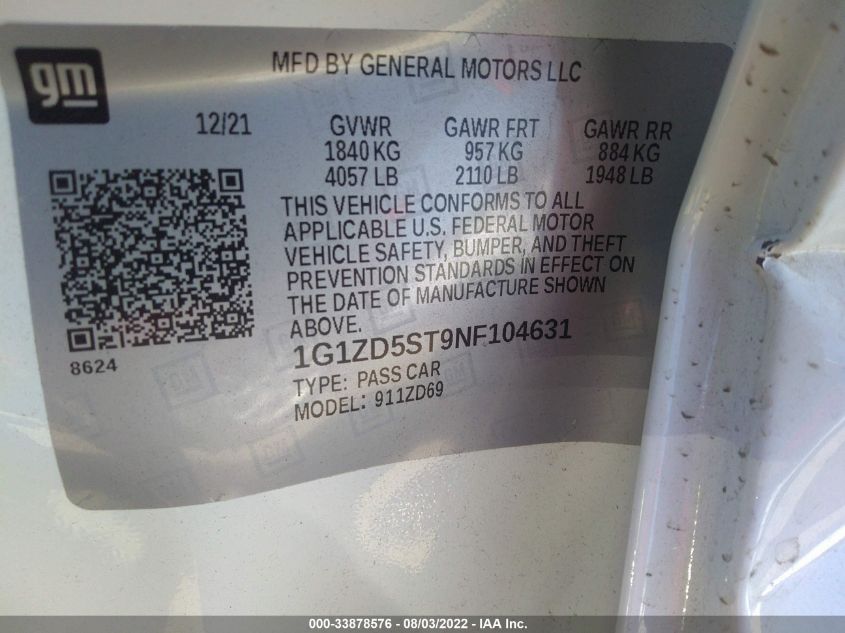 gm
MFD BY GENERAL MOTORS LLC
12/21 GVWR GAWR FRT GAWR RR
1840 KG 957 KG 884 KG
4057 LB 2110 LB 1948 LB
THIS VEHICLE CONFORMS TO ALL
APPLICABLE U.S. FEDERAL MOTOR
VEHICLE SAFETY, BUMPER, AND THEFT
PREVENTION STANDARDS IN EFFECT ON
THE DATE OF MANUFACTURE SHOWN
ABOVE.
8624
1G1ZD5ST9NF104631
TYPE: PASS CAR
MODEL: 911ZD69
000-33878576 - 08/03/2022 - IAA Inc.